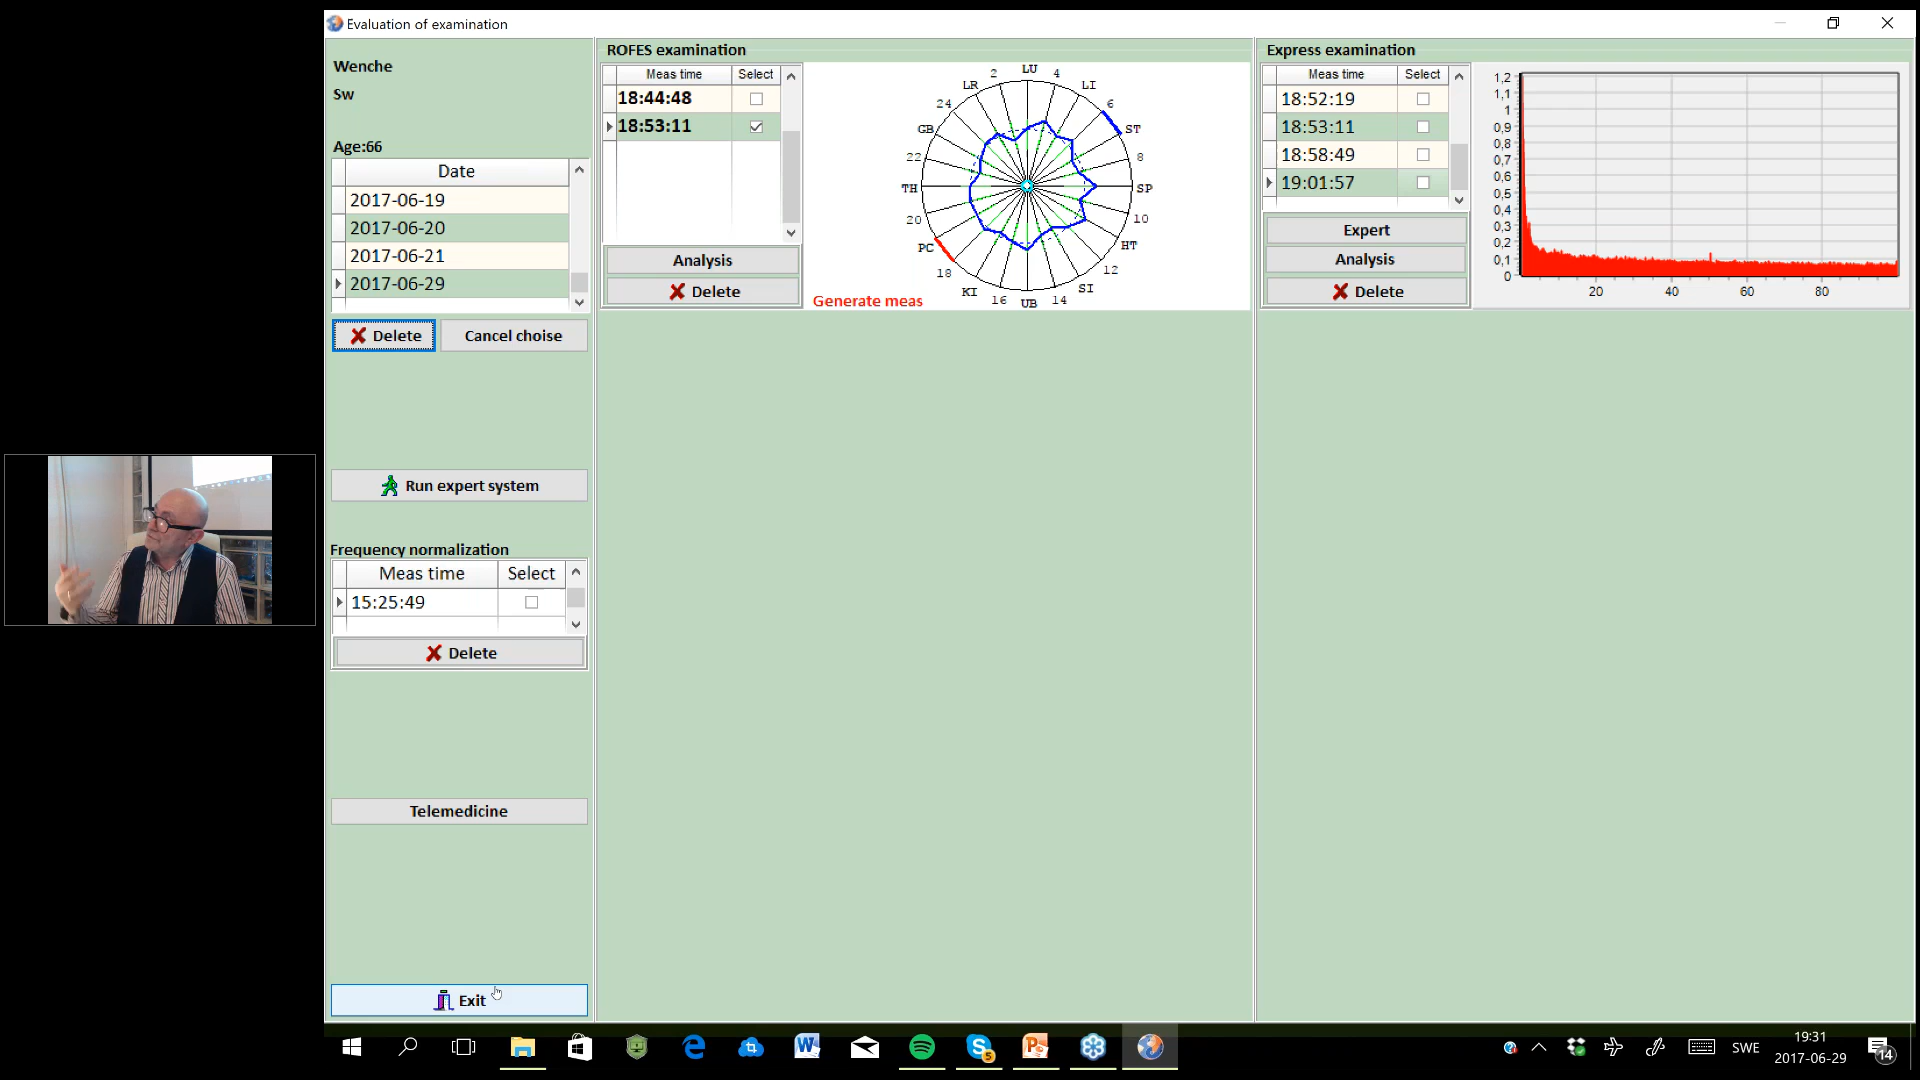 Evaluation of examination
Wenche
Sw
Age:66
Date
2017-06-19
2017-06-20
2017-06-21
2017-06-29
Delete
Cancel choise
Run expert system
Frequency normalization
Meas time Select
15:25:49
Delete
Telemedicine
Exit
ROFES examination
Meas time Select
18:44:48
18:53:11
Analysis
Delete
LU
4
LI
6
ST
8
SP
10
HT
12
SI
14
UB
16
KI
18
PC
20
TH
22
GB
24
LR
2
Generate meas
Express examination
Meas time Select
18:52:19
18:53:11
18:58:49
19:01:57
Expert
Analysis
Delete
1,2
1,1
1
0,9
0,8
0,7
0,6
0,5
0,4
0,3
0,2
0,1
0
20 40 60 80
5
SWE
19:31
2017-06-29
14